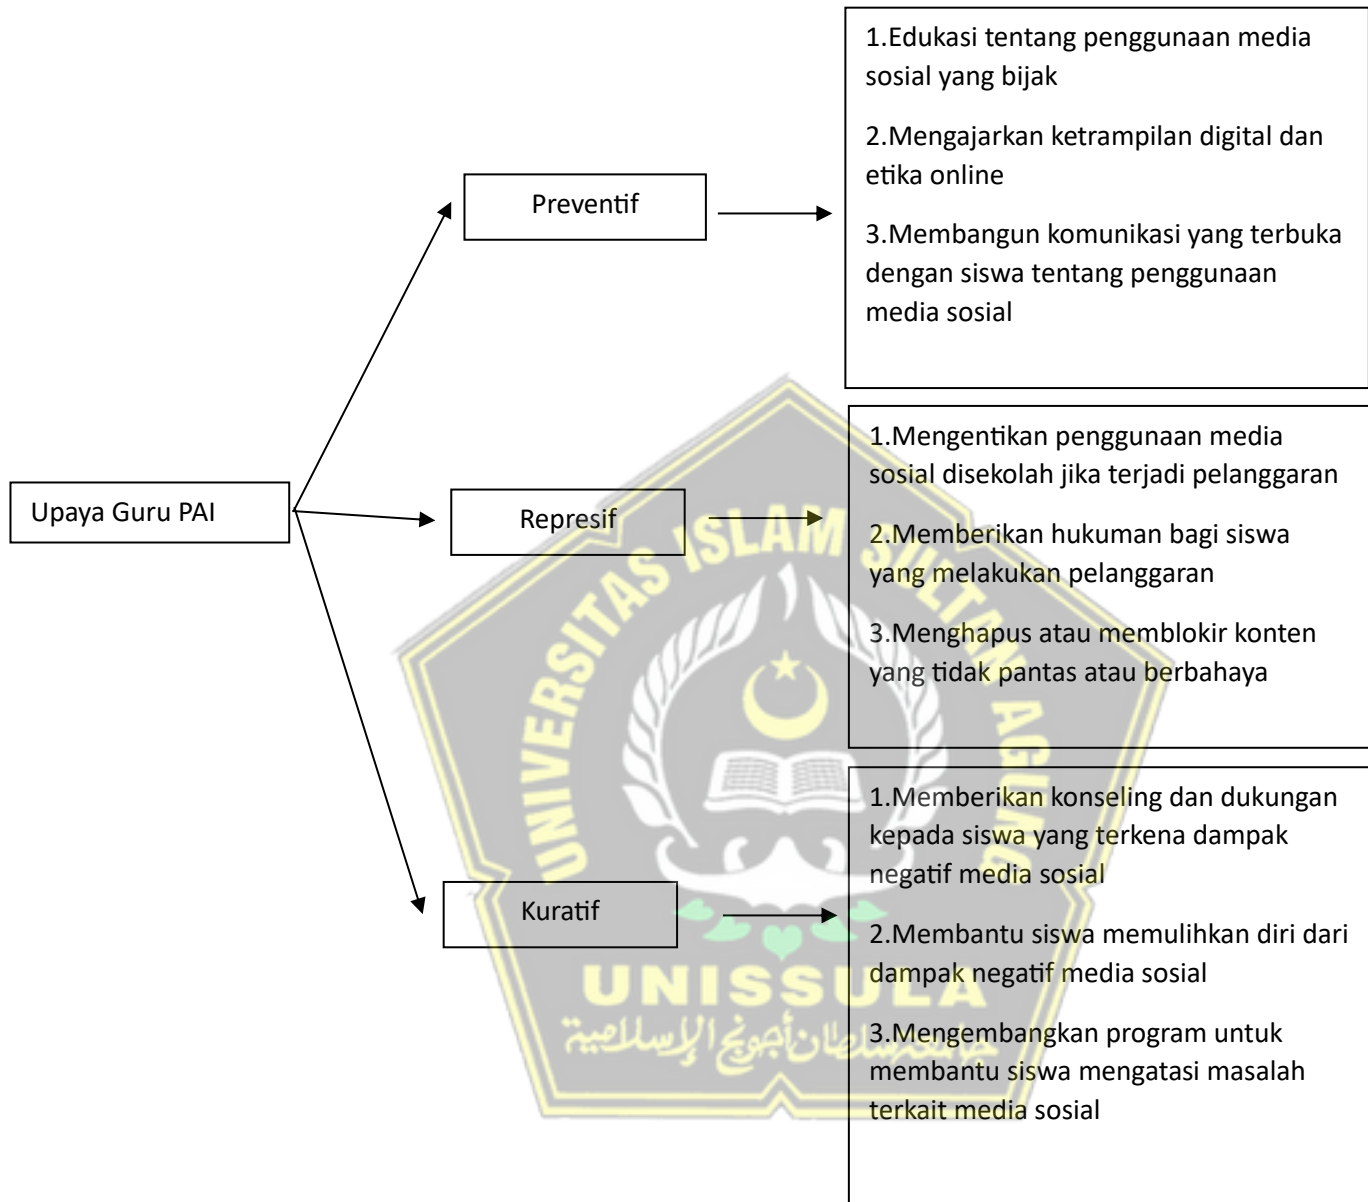 1.Edukasi tentang penggunaan media
sosial yang bijak
2.Mengajarkan ketrampilan digital dan
etika online
3.Membangun komunikasi yang terbuka
dengan siswa tentang penggunaan
media sosial
Preventif
Upaya Guru PAI
Represif
1.Mengentikan penggunaan media
sosial disekolah jika terjadi pelanggaran
2.Memberikan hukuman bagi siswa
yang melakukan pelanggaran
3.Menghapus atau memblokir konten
yang tidak pantas atau berbahaya
Kuratif
1.Memberikan konseling dan dukungan
kepada siswa yang terkena dampak
negatif media sosial
2.Membantu siswa memulihkan diri dari
dampak negatif media sosial
3.Mengembangkan program untuk
membantu siswa mengatasi masalah
terkait media sosial
UNIVERSITAS ISLAM SULTAN AGUNG
UNISSULA
جامعة سلطان أجونج الإسلامية